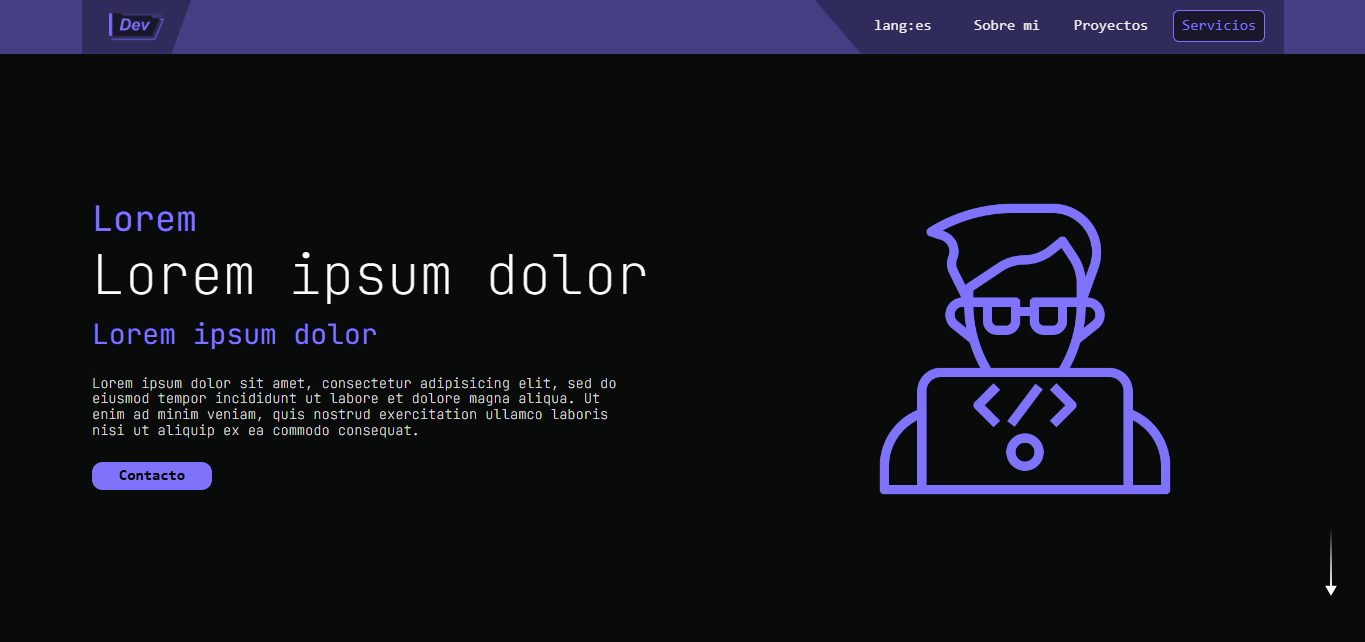 Dev
lang:es Sobre mi Proyectos Servicios
Lorem
Lorem ipsum dolor
Lorem ipsum dolor
Lorem ipsum dolor sit amet, consectetur adipisicing elit, sed do
eiusmod tempor incididunt ut labore et dolore magna aliqua. Ut
enim ad minim veniam, quis nostrud exercitation ullamco laboris
nisi ut aliquip ex ea commodo consequat.
Contacto